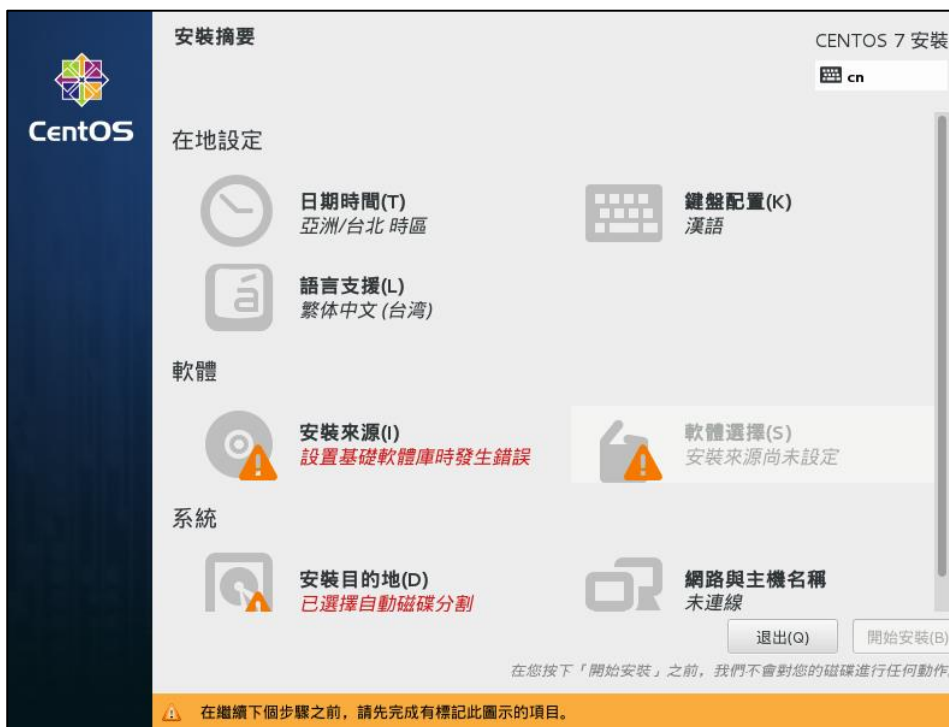 安裝摘要
CENTOS 7 安裝
cn
CentOS
在地設定
日期時間(T)
亞洲/台北 時區
鍵盤配置(K)
漢語
語言支援(L)
繁体中文 (台湾)
軟體
安裝來源(I)
設置基礎軟體庫時發生錯誤
軟體選擇(S)
安裝來源尚未設定
系統
安裝目的地(D)
已選擇自動磁碟分割
網路與主機名稱
未連線
退出(Q)
開始安裝(B)
在您按下「開始安裝」之前，我們不會對您的磁碟進行任何動作
在繼續下個步驟之前，請先完成有標記此圖示的項目。